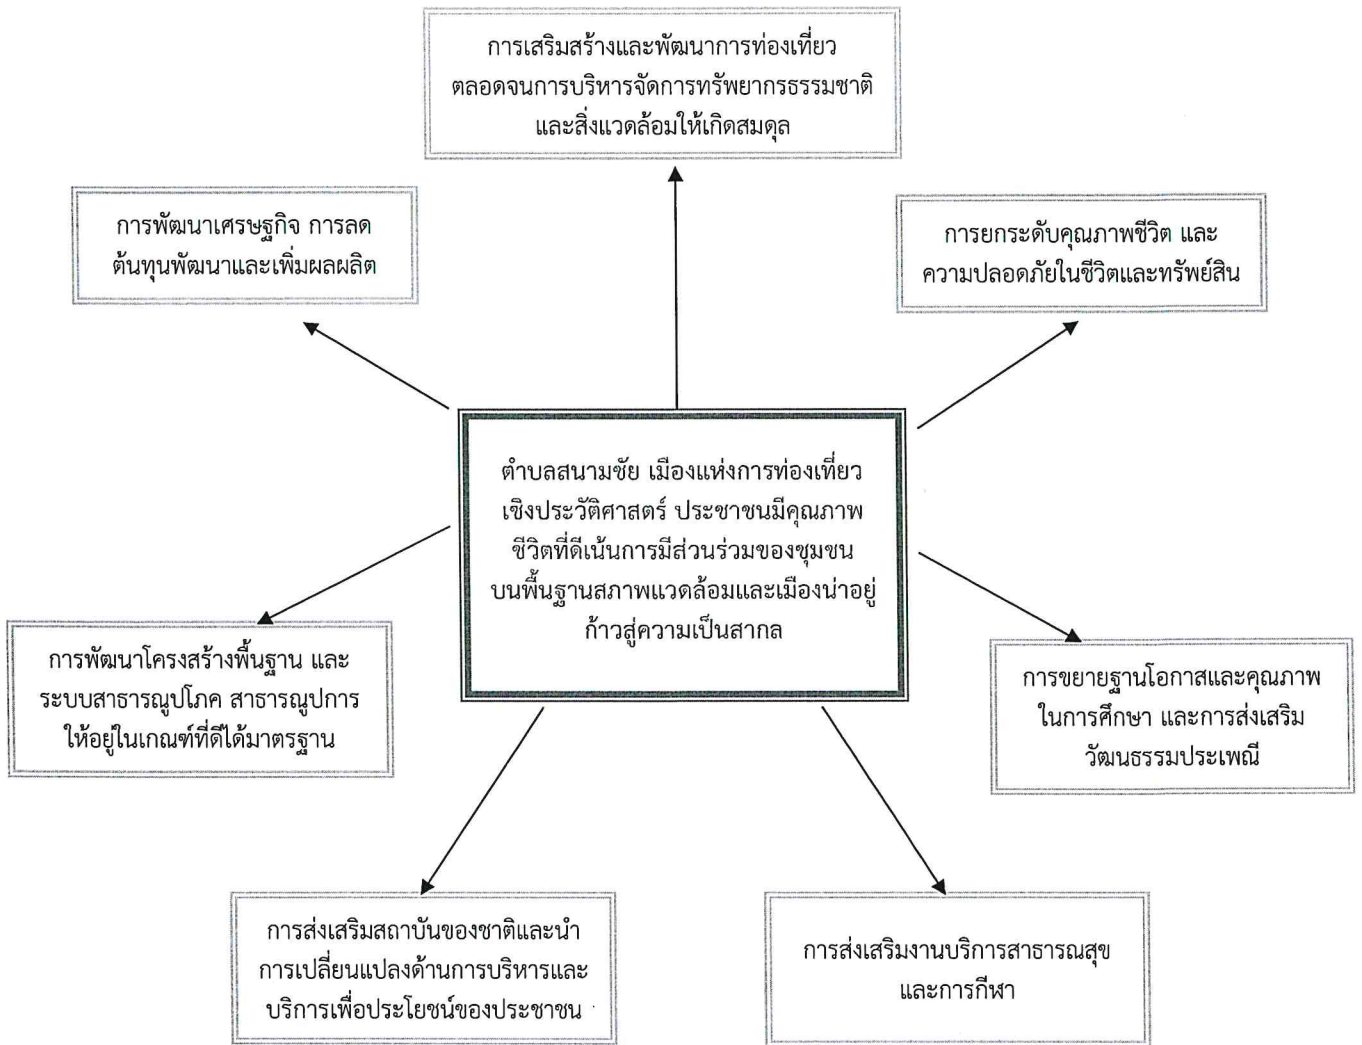 การเสริมสร้างและพัฒนาการท่องเที่ยว
ตลอดจนการบริหารจัดการทรัพยากรธรรมชาติ
และสิ่งแวดล้อมให้เกิดสมดุล
การพัฒนาเศรษฐกิจ การลด
ต้นทุนพัฒนาและเพิ่มผลผลิต
การยกระดับคุณภาพชีวิต และ
ความปลอดภัยในชีวิตและทรัพย์สิน
ตำบลสนามชัย เมืองแห่งการท่องเที่ยว
เชิงประวัติศาสตร์ ประชาชนมีคุณภาพ
ชีวิตที่ดีเน้นการมีส่วนร่วมของชุมชน
บนพื้นฐานสภาพแวดล้อมและเมืองน่าอยู่
ก้าวสู่ความเป็นสากล
การพัฒนาโครงสร้างพื้นฐาน และ
ระบบสาธารณูปโภค สาธารณูปการ
ให้อยู่ในเกณฑ์ที่ดีได้มาตรฐาน
การขยายฐานโอกาสและคุณภาพ
ในการศึกษา และการส่งเสริม
วัฒนธรรมประเพณี
การส่งเสริมสถาบันของชาติและนำ
การเปลี่ยนแปลงด้านการบริหารและ
บริการเพื่อประโยชน์ของประชาชน
การส่งเสริมงานบริการสาธารณสุข
และการกีฬา